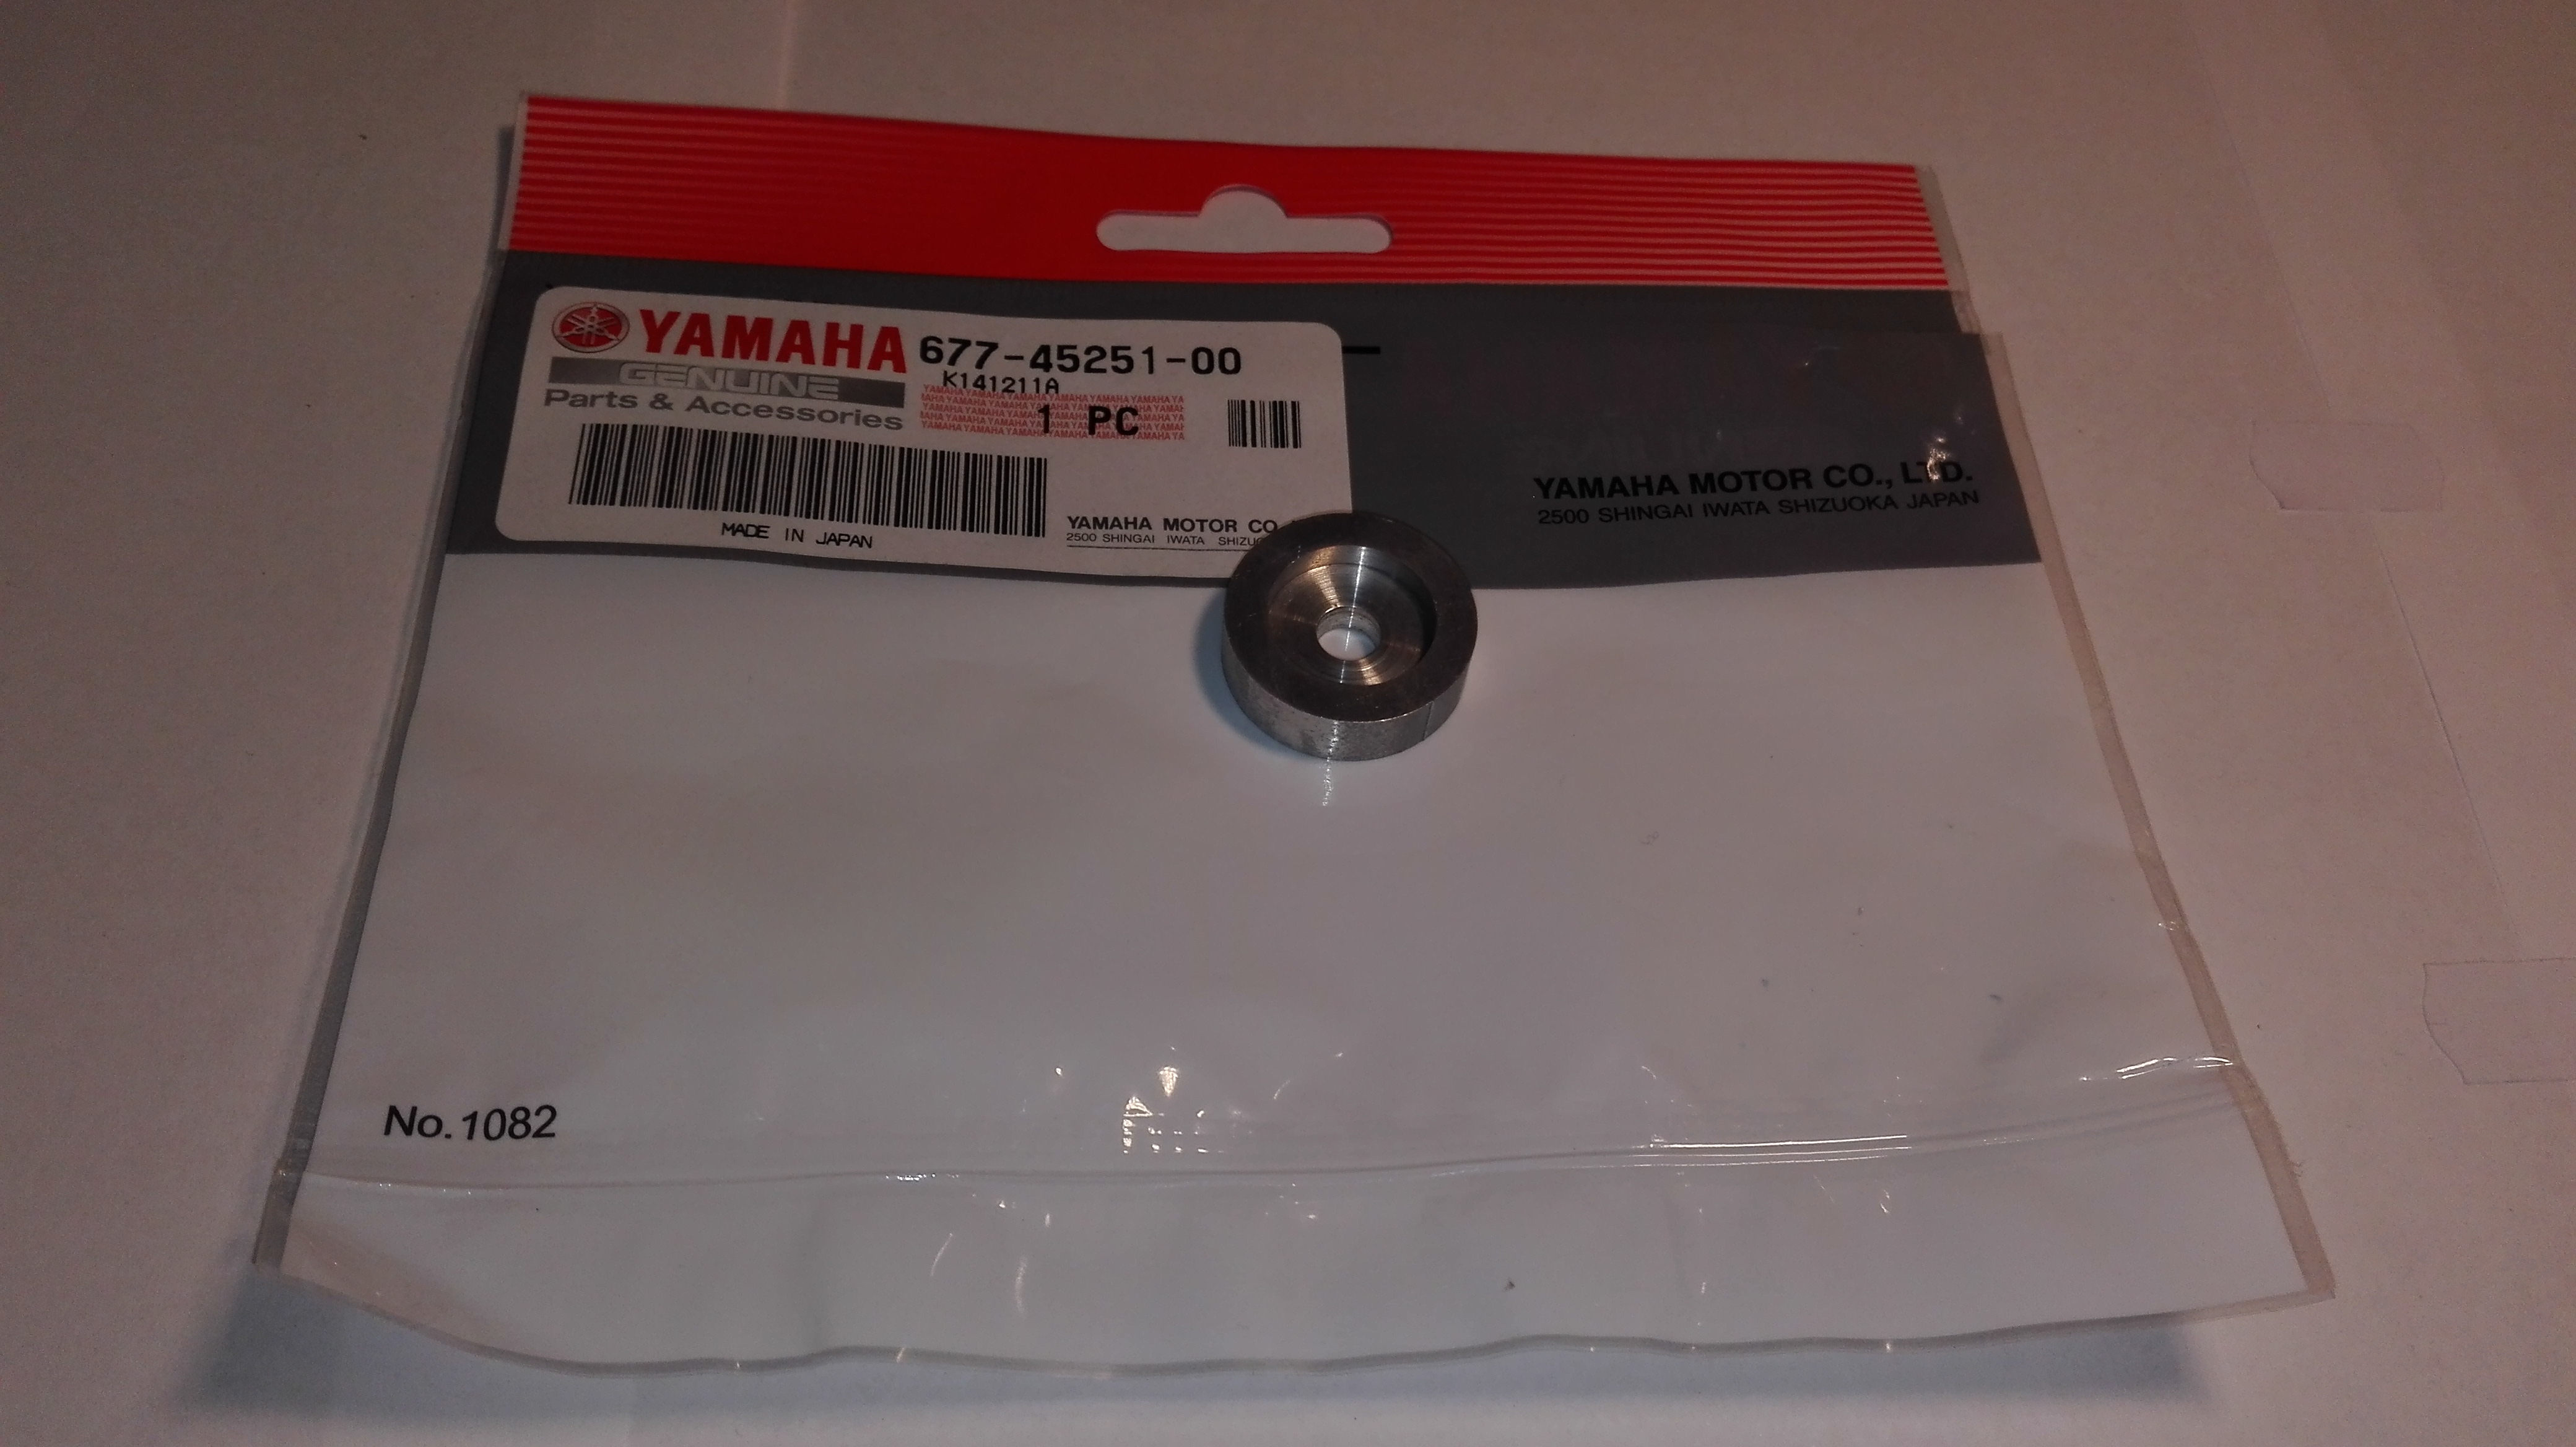 YAMAHA
677-45251-00
GENUINE
K141211A
Parts & Accessories
1 PC
MADE IN JAPAN
YAMAHA MOTOR CO
2500 SHINGAI IWATA
YAMAHA MOTOR CO., LTD.
2500 SHINGAI IWATA SHIZUOKA JAPAN
No.1082